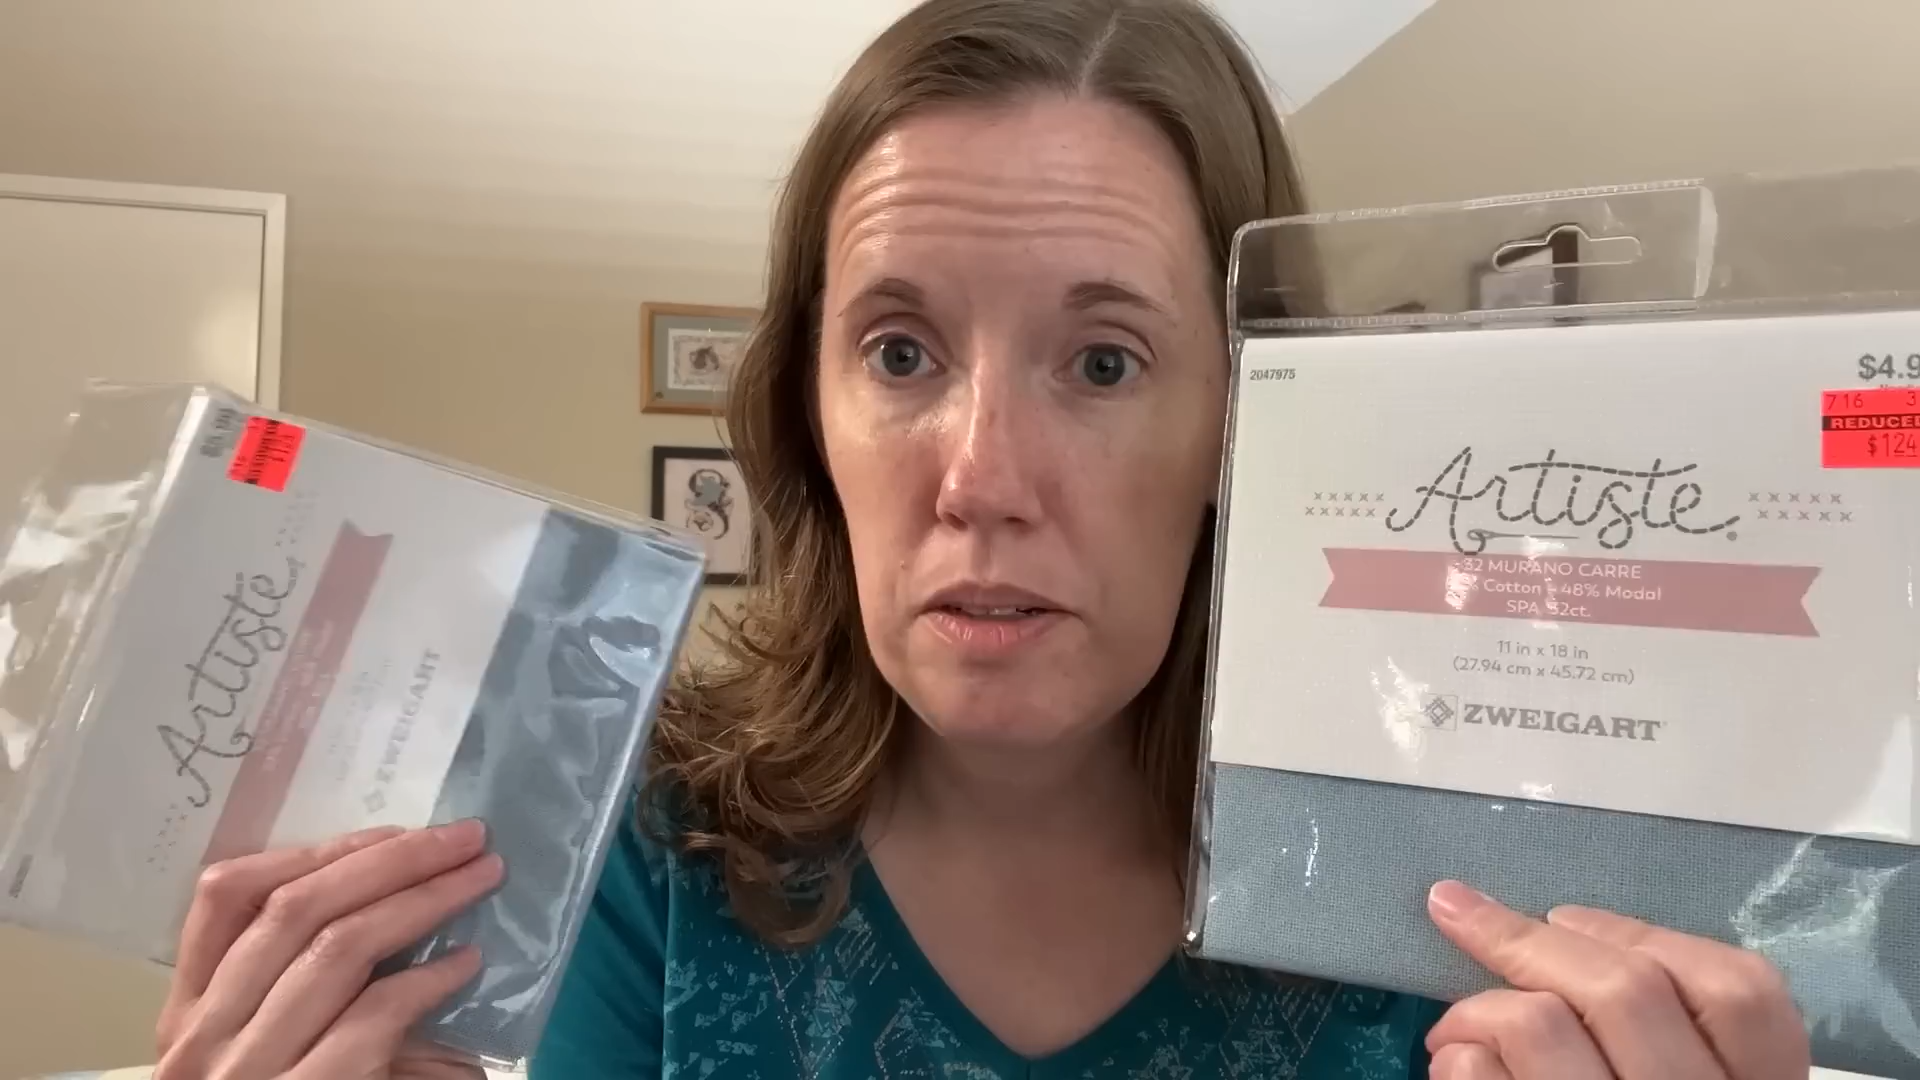 Artiste
ZWEIGART
2047975
$4.9
716 3
REDUCED
$124
Artiste
32 MURANO CARRE
% Cotton - 48% Modal
SPA 32ct.
11 in x 18 in
(27.94 cm x 45.72 cm)
ZWEIGART